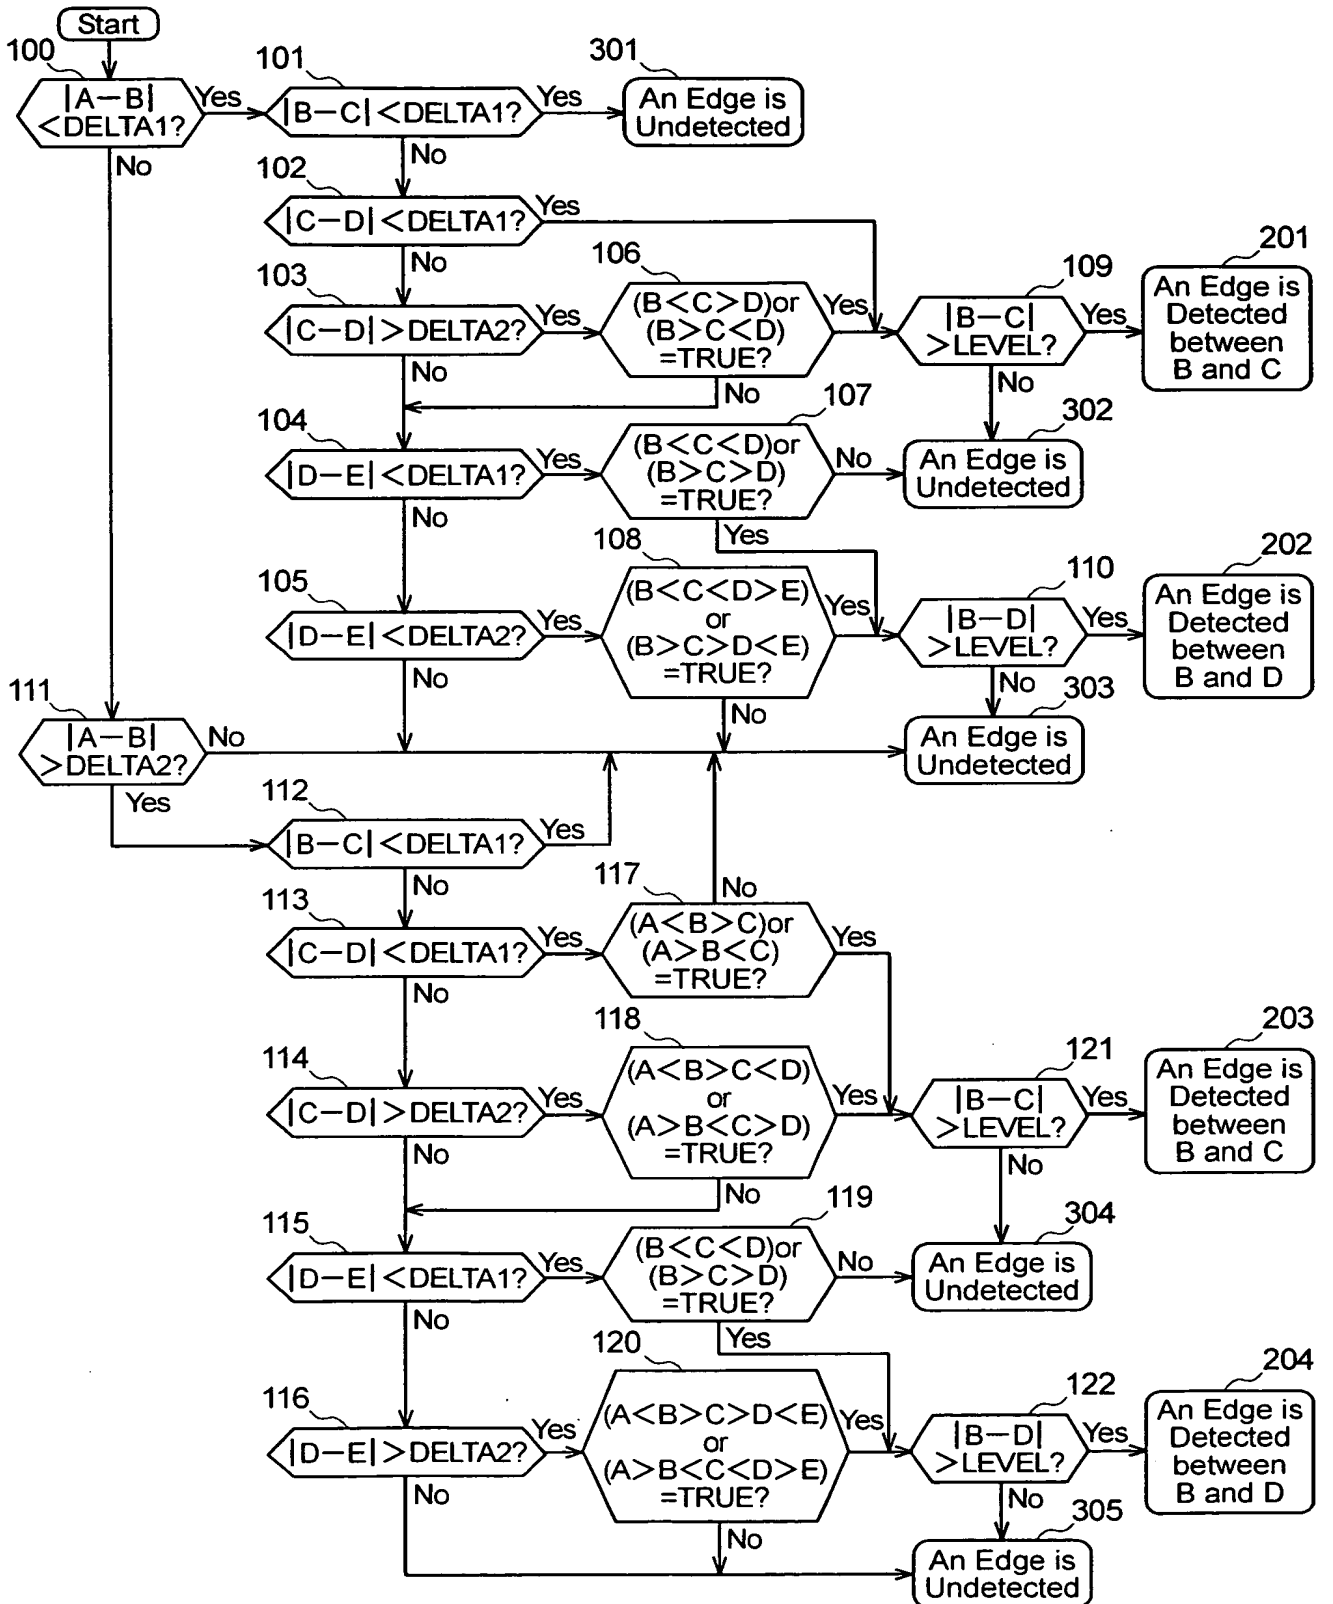 Start
100
|A−B|
<DELTA1?
Yes
No
101
|B−C|<DELTA1?
Yes
No
301
An Edge is
Undetected
102
|C−D|<DELTA1?
Yes
No
103
|C−D|>DELTA2?
Yes
No
106
(B<C>D)or
(B>C<D)
=TRUE?
Yes
No
109
|B−C|
>LEVEL?
Yes
No
201
An Edge is
Detected
between
B and C
104
|D−E|<DELTA1?
Yes
No
107
(B<C<D)or
(B>C>D)
=TRUE?
No
Yes
302
An Edge is
Undetected
105
|D−E|<DELTA2?
Yes
No
108
(B<C<D>E)
or
(B>C>D<E)
=TRUE?
Yes
No
110
|B−D|
>LEVEL?
Yes
No
202
An Edge is
Detected
between
B and D
111
|A−B|
>DELTA2?
No
Yes
303
An Edge is
Undetected
112
|B−C|<DELTA1?
Yes
No
113
|C−D|<DELTA1?
Yes
No
117
No
(A<B>C)or
(A>B<C)
=TRUE?
Yes
114
|C−D|>DELTA2?
Yes
No
118
(A<B>C<D)
or
(A>B<C>D)
=TRUE?
Yes
No
121
|B−C|
>LEVEL?
Yes
No
203
An Edge is
Detected
between
B and C
115
|D−E|<DELTA1?
Yes
No
119
(B<C<D)or
(B>C>D)
=TRUE?
No
Yes
304
An Edge is
Undetected
116
|D−E|>DELTA2?
Yes
No
120
(A<B>C>D<E)
or
(A>B<C<D>E)
=TRUE?
Yes
No
122
|B−D|
>LEVEL?
Yes
No
204
An Edge is
Detected
between
B and D
305
An Edge is
Undetected